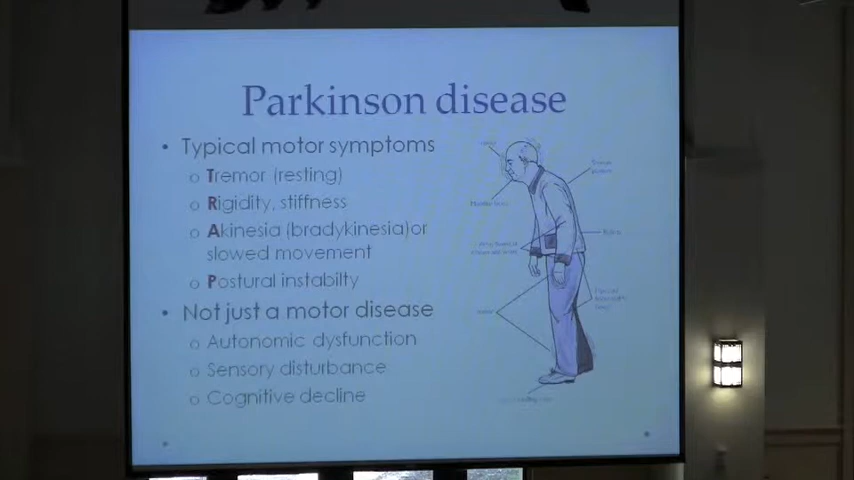 Parkinson disease
• Typical motor symptoms
o Tremor (resting)
o Rigidity, stiffness
o Akinesia (bradykinesia)or
slowed movement
o Postural instabilty
• Not just a motor disease
o Autonomic dysfunction
o Sensory disturbance
o Cognitive decline